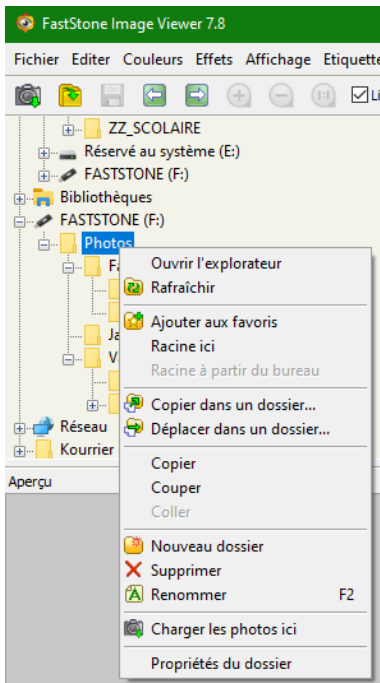 FastStone Image Viewer 7.8
Fichier Editer Couleurs Effets Affichage Etiquette
1:1
ZZ_SCOLAIRE
Réservé au système (E:)
FASTSTONE (F:)
Bibliothèques
FASTSTONE (F:)
Photos
Ouvrir l'explorateur
Rafraîchir
Ajouter aux favoris
Racine ici
Racine à partir du bureau
Copier dans un dossier...
Déplacer dans un dossier...
Réseau
Kourrier
Copier
Aperçu
Couper
Coller
Nouveau dossier
Supprimer
Renommer F2
Charger les photos ici
Propriétés du dossier